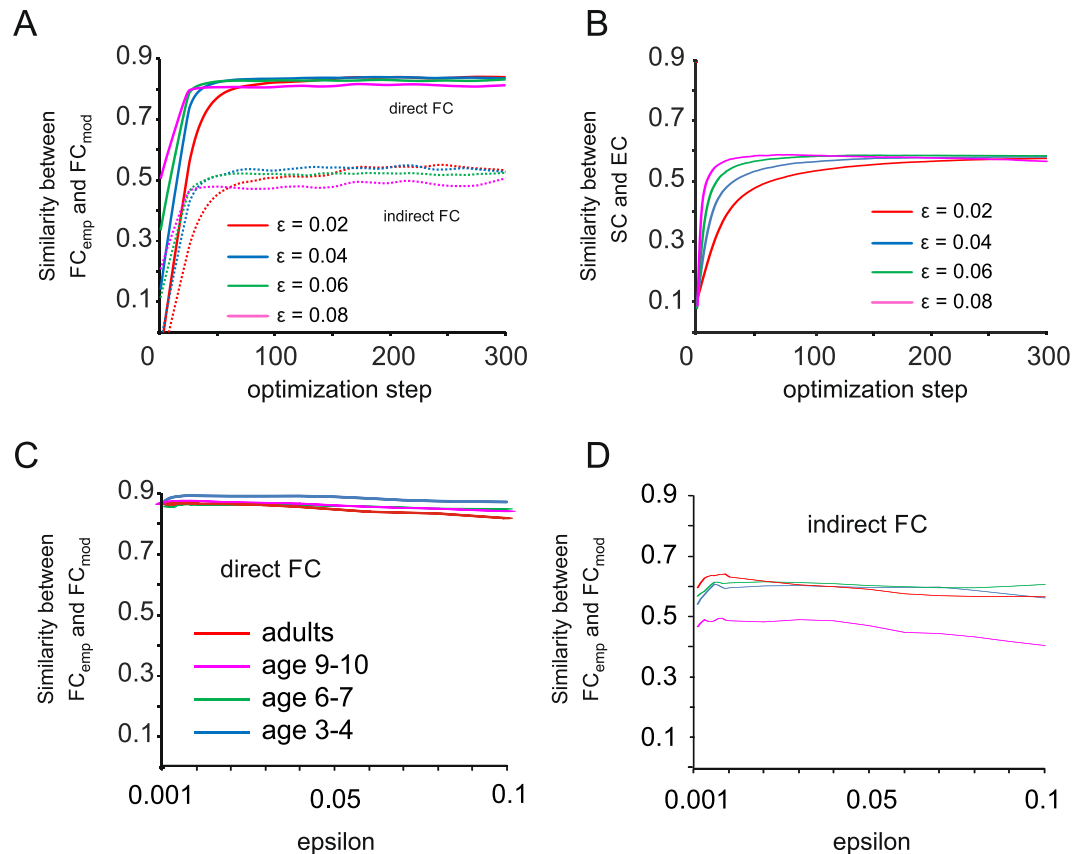 A
Similarity between
FC_emp and FC_mod
0.9
0.7
0.5
0.3
0.1
direct FC
indirect FC
ε = 0.02
ε = 0.04
ε = 0.06
ε = 0.08
0 100 200 300
optimization step
B
Similarity between
SC and EC
0.9
0.7
0.5
0.3
0.1
ε = 0.02
ε = 0.04
ε = 0.06
ε = 0.08
0 100 200 300
optimization step
C
Similarity between
FC_emp and FC_mod
0.9
0.7
0.5
0.3
0.1
direct FC
adults
age 9-10
age 6-7
age 3-4
0.001 0.05 0.1
epsilon
D
Similarity between
FC_emp and FC_mod
0.9
0.7
0.5
0.3
0.1
indirect FC
0.001 0.05 0.1
epsilon